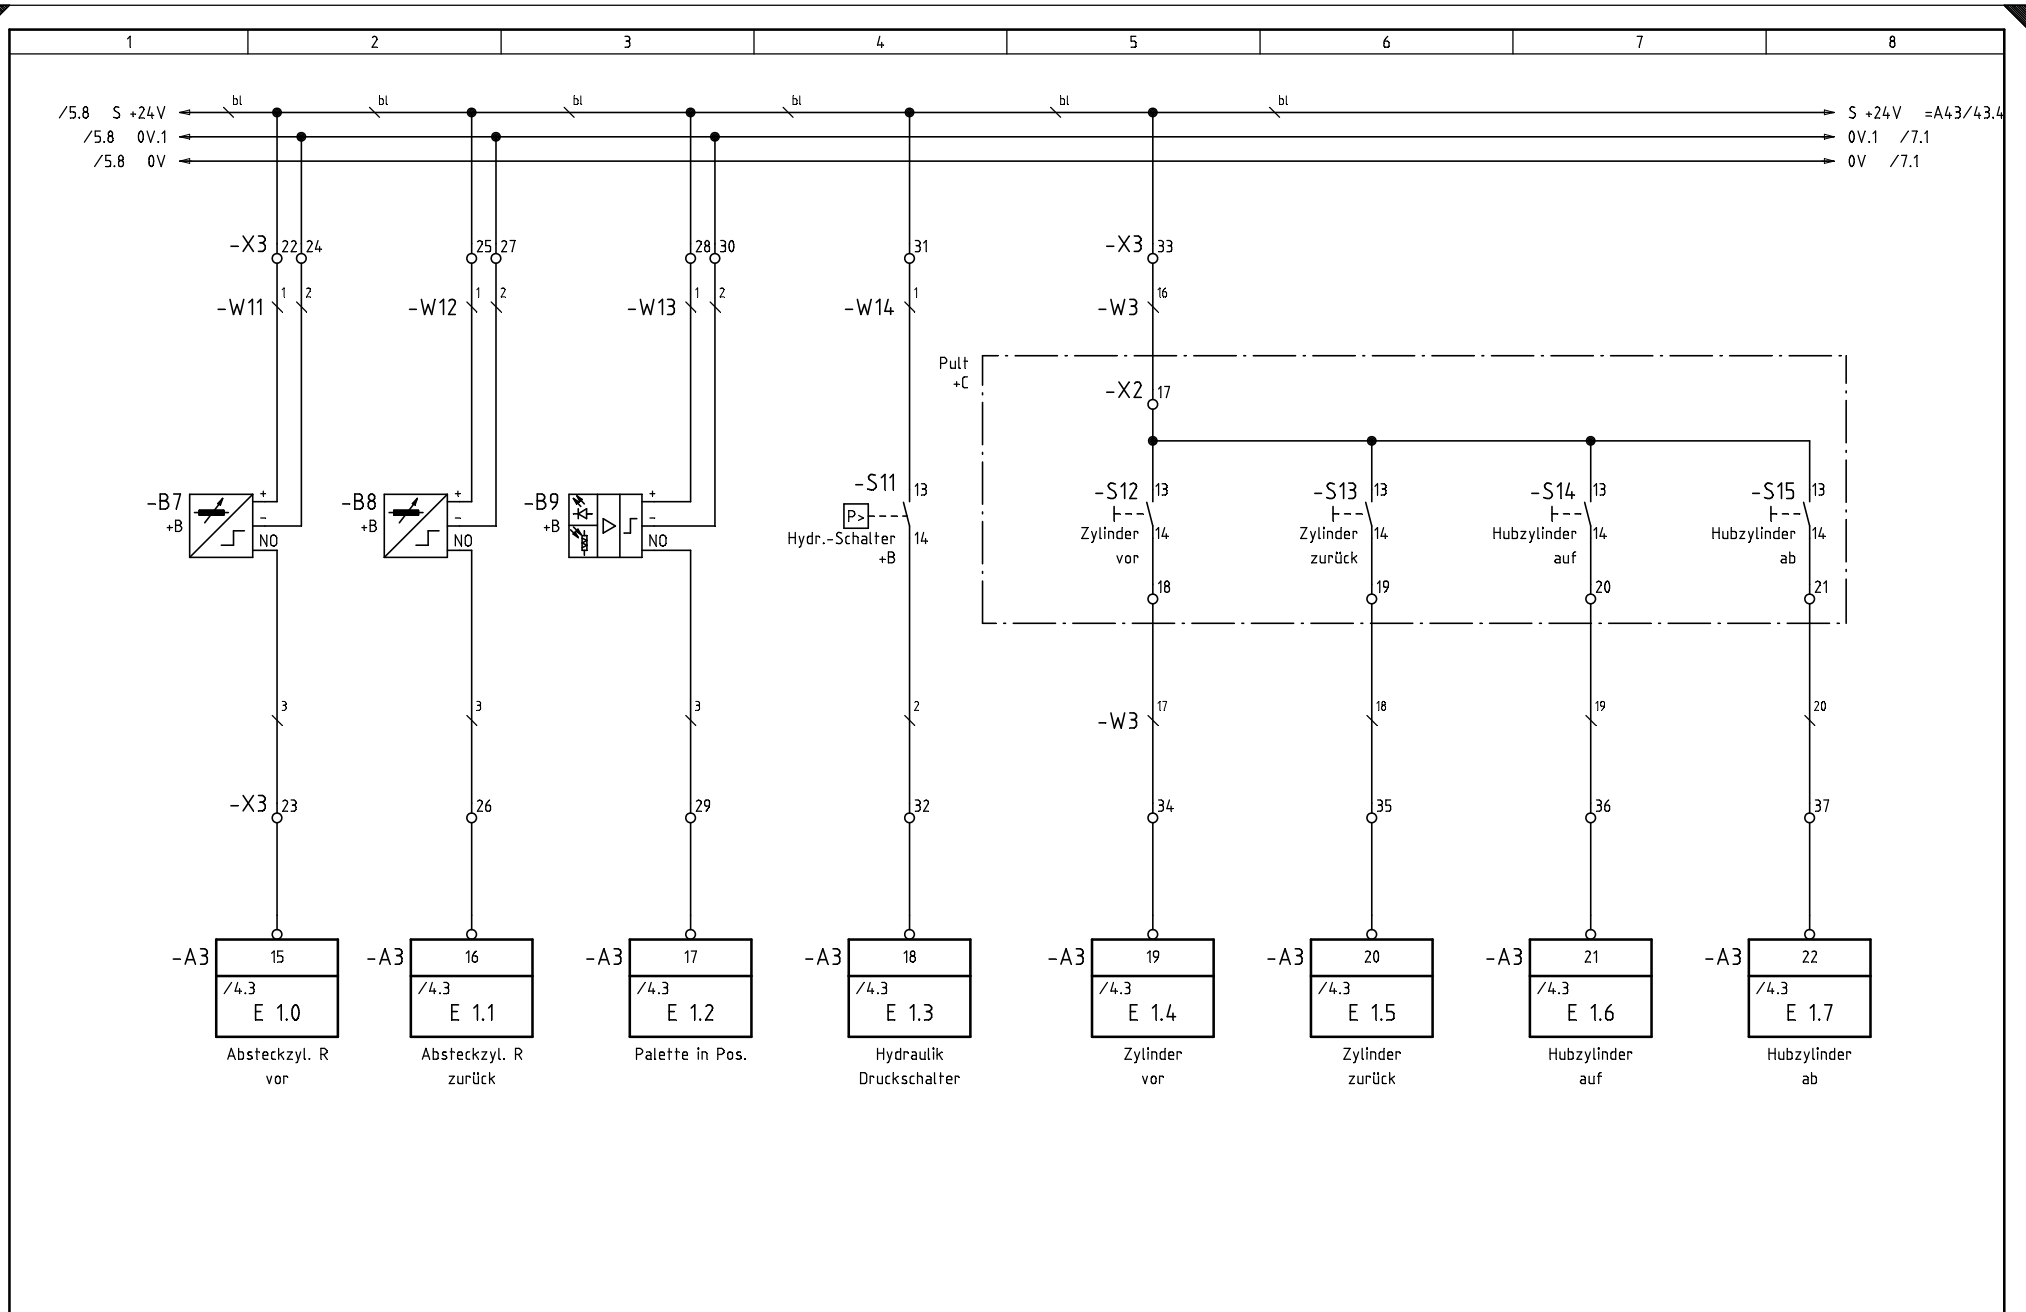 1 2 3 4 5 6 7 8
bl bl bl bl bl bl
/5.8 S +24V S +24V =A43/43.4
/5.8 0V.1 0V.1 /7.1
/5.8 0V 0V /7.1
-X3 22 24 25 27 28 30 31 -X3 33
1 2 1 2 1 2 1 16
-W11 -W12 -W13 -W14 -W3
Pult
+C
-X2 17
-S11 13
-B7 + -B8 + -B9 + -S12 13 -S13 13 -S14 13 -S15 13
P>
+B - +B - +B -
NO NO NO Hydr.-Schalter 14 Zylinder 14 Zylinder 14 Hubzylinder 14 Hubzylinder 14
+B vor zurück auf ab
18 19 20 21
3 3 3 2 17 18 19 20
-W3
-X3 23 26 29 32 34 35 36 37
-A3 15 -A3 16 -A3 17 -A3 18 -A3 19 -A3 20 -A3 21 -A3 22
/4.3 /4.3 /4.3 /4.3 /4.3 /4.3 /4.3 /4.3
E 1.0 E 1.1 E 1.2 E 1.3 E 1.4 E 1.5 E 1.6 E 1.7
Absteckzyl. R Absteckzyl. R Palette in Pos. Hydraulik Zylinder Zylinder Hubzylinder Hubzylinder
vor zurück Druckschalter vor zurück auf ab